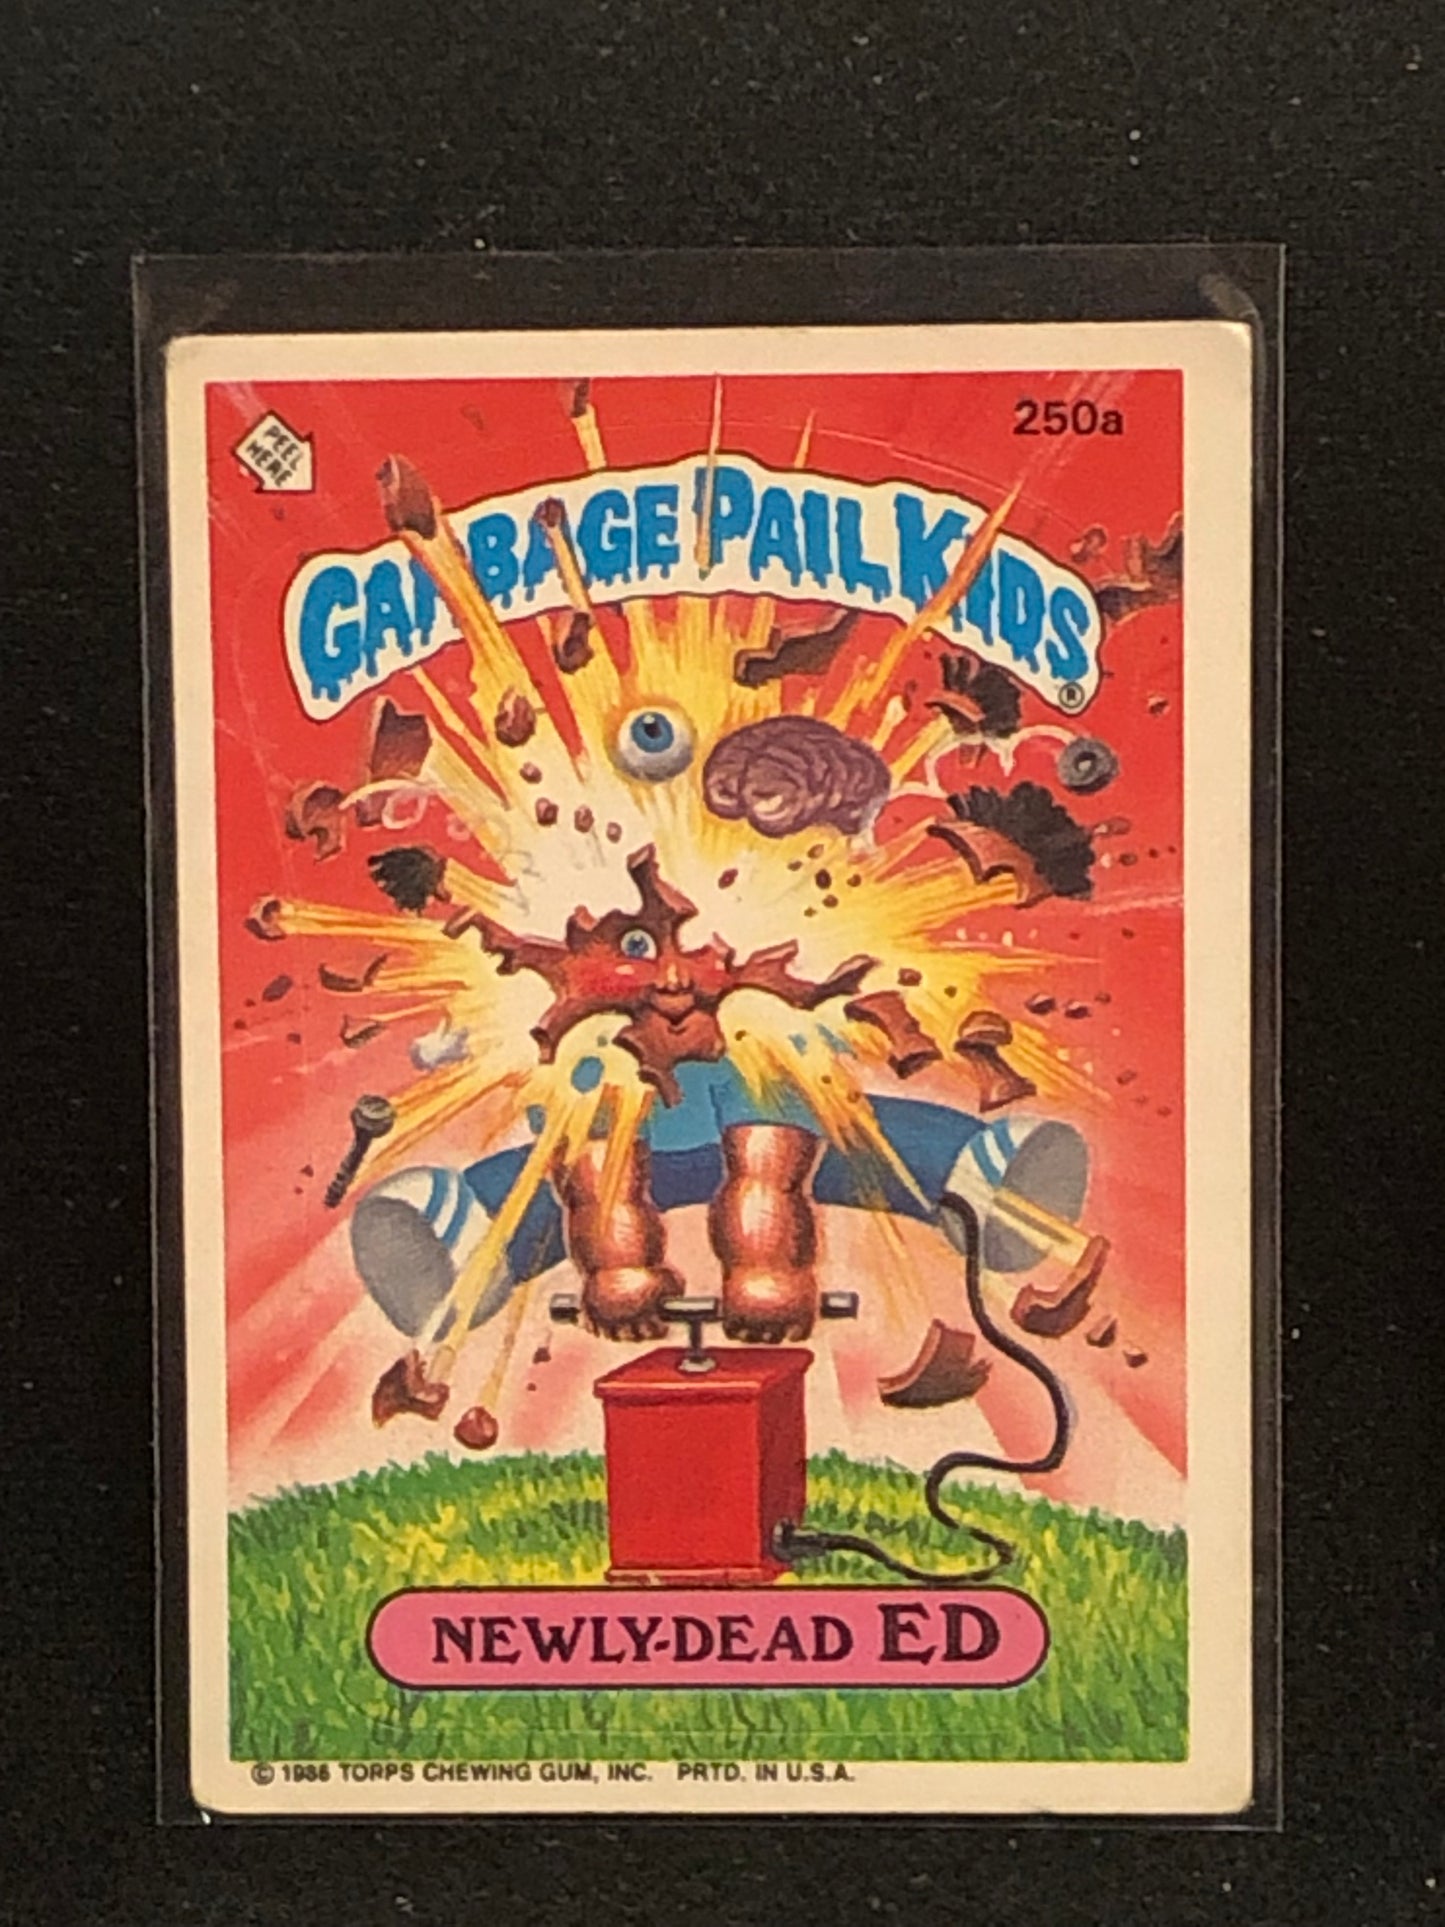 PEEL
HERE
250a
GARBAGE PAIL KIDS
®
NEWLY-DEAD ED
© 1986 TOPPS CHEWING GUM, INC. PRTD. IN U.S.A.